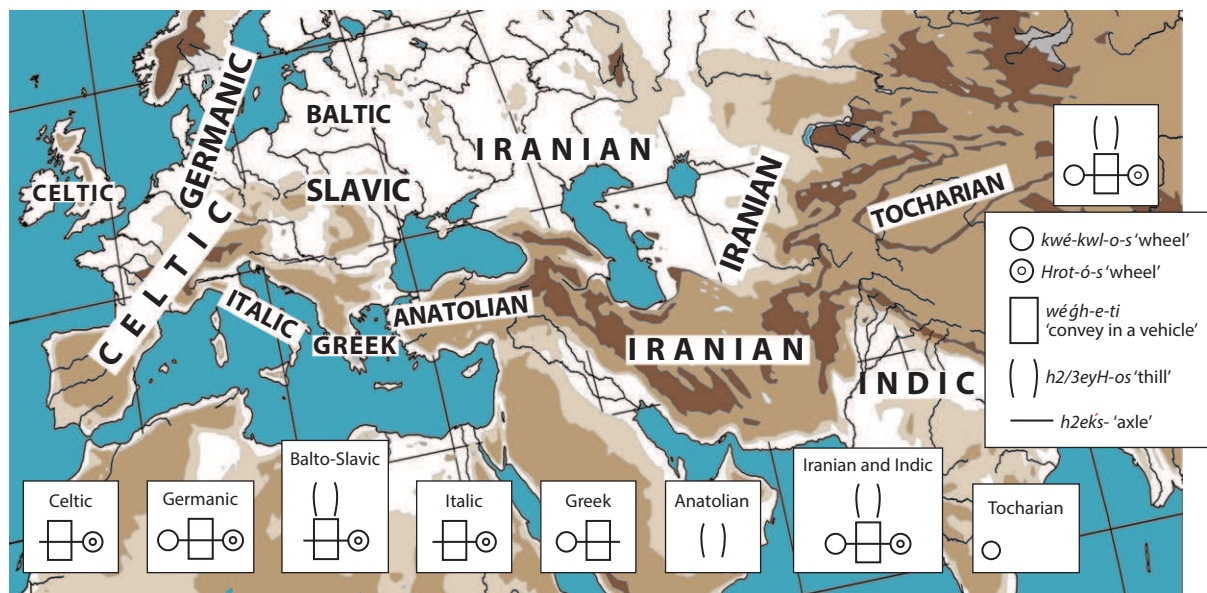 GERMANIC
BALTIC
IRANIAN
CELTIC
SLAVIC
IRANIAN
TOCHARIAN
CELTIC
ITALIC
ANATOLIAN
GREEK
IRANIAN
INDIC
kwé-kwl-o-s ‘wheel’
Hrot-ó-s ‘wheel’
wéǵh-e-ti
‘convey in a vehicle’
h2/3eyH-os ‘thill’
h2eḱs- ‘axle’
Celtic
Germanic
Balto-Slavic
Italic
Greek
Anatolian
Iranian and Indic
Tocharian